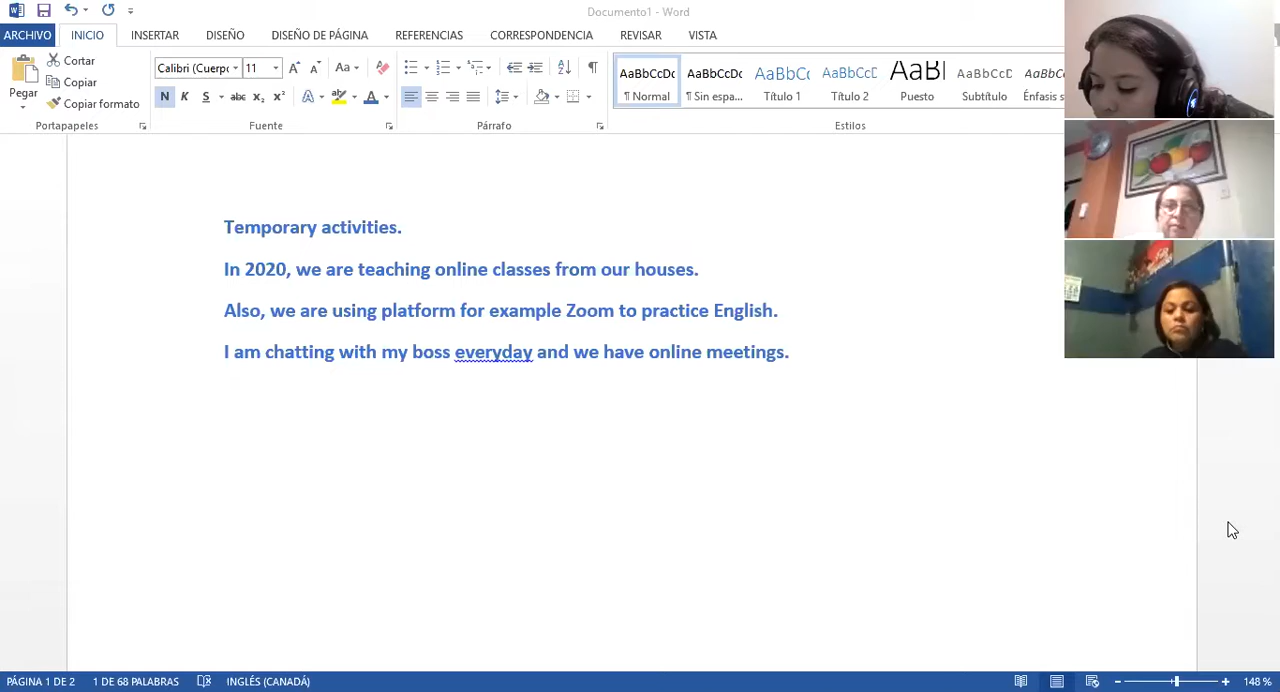 Documento1 - Word
ARCHIVO INICIO INSERTAR DISEÑO DISEÑO DE PÁGINA REFERENCIAS CORRESPONDENCIA REVISAR VISTA
Pegar
Cortar
Copiar
Copiar formato
Portapapeles
Calibri (Cuerpo 11
Fuente
Párrafo
AaBbCcDc AaBbCcDc AaBbCc AaBbCcD AaBl AaBbCcD
¶ Normal ¶ Sin espa... Título 1 Título 2 Puesto Subtítulo Énfasis s
Estilos
Temporary activities.
In 2020, we are teaching online classes from our houses.
Also, we are using platform for example Zoom to practice English.
I am chatting with my boss everyday and we have online meetings.
PÁGINA 1 DE 2 1 DE 68 PALABRAS INGLÉS (CANADÁ) 148 %